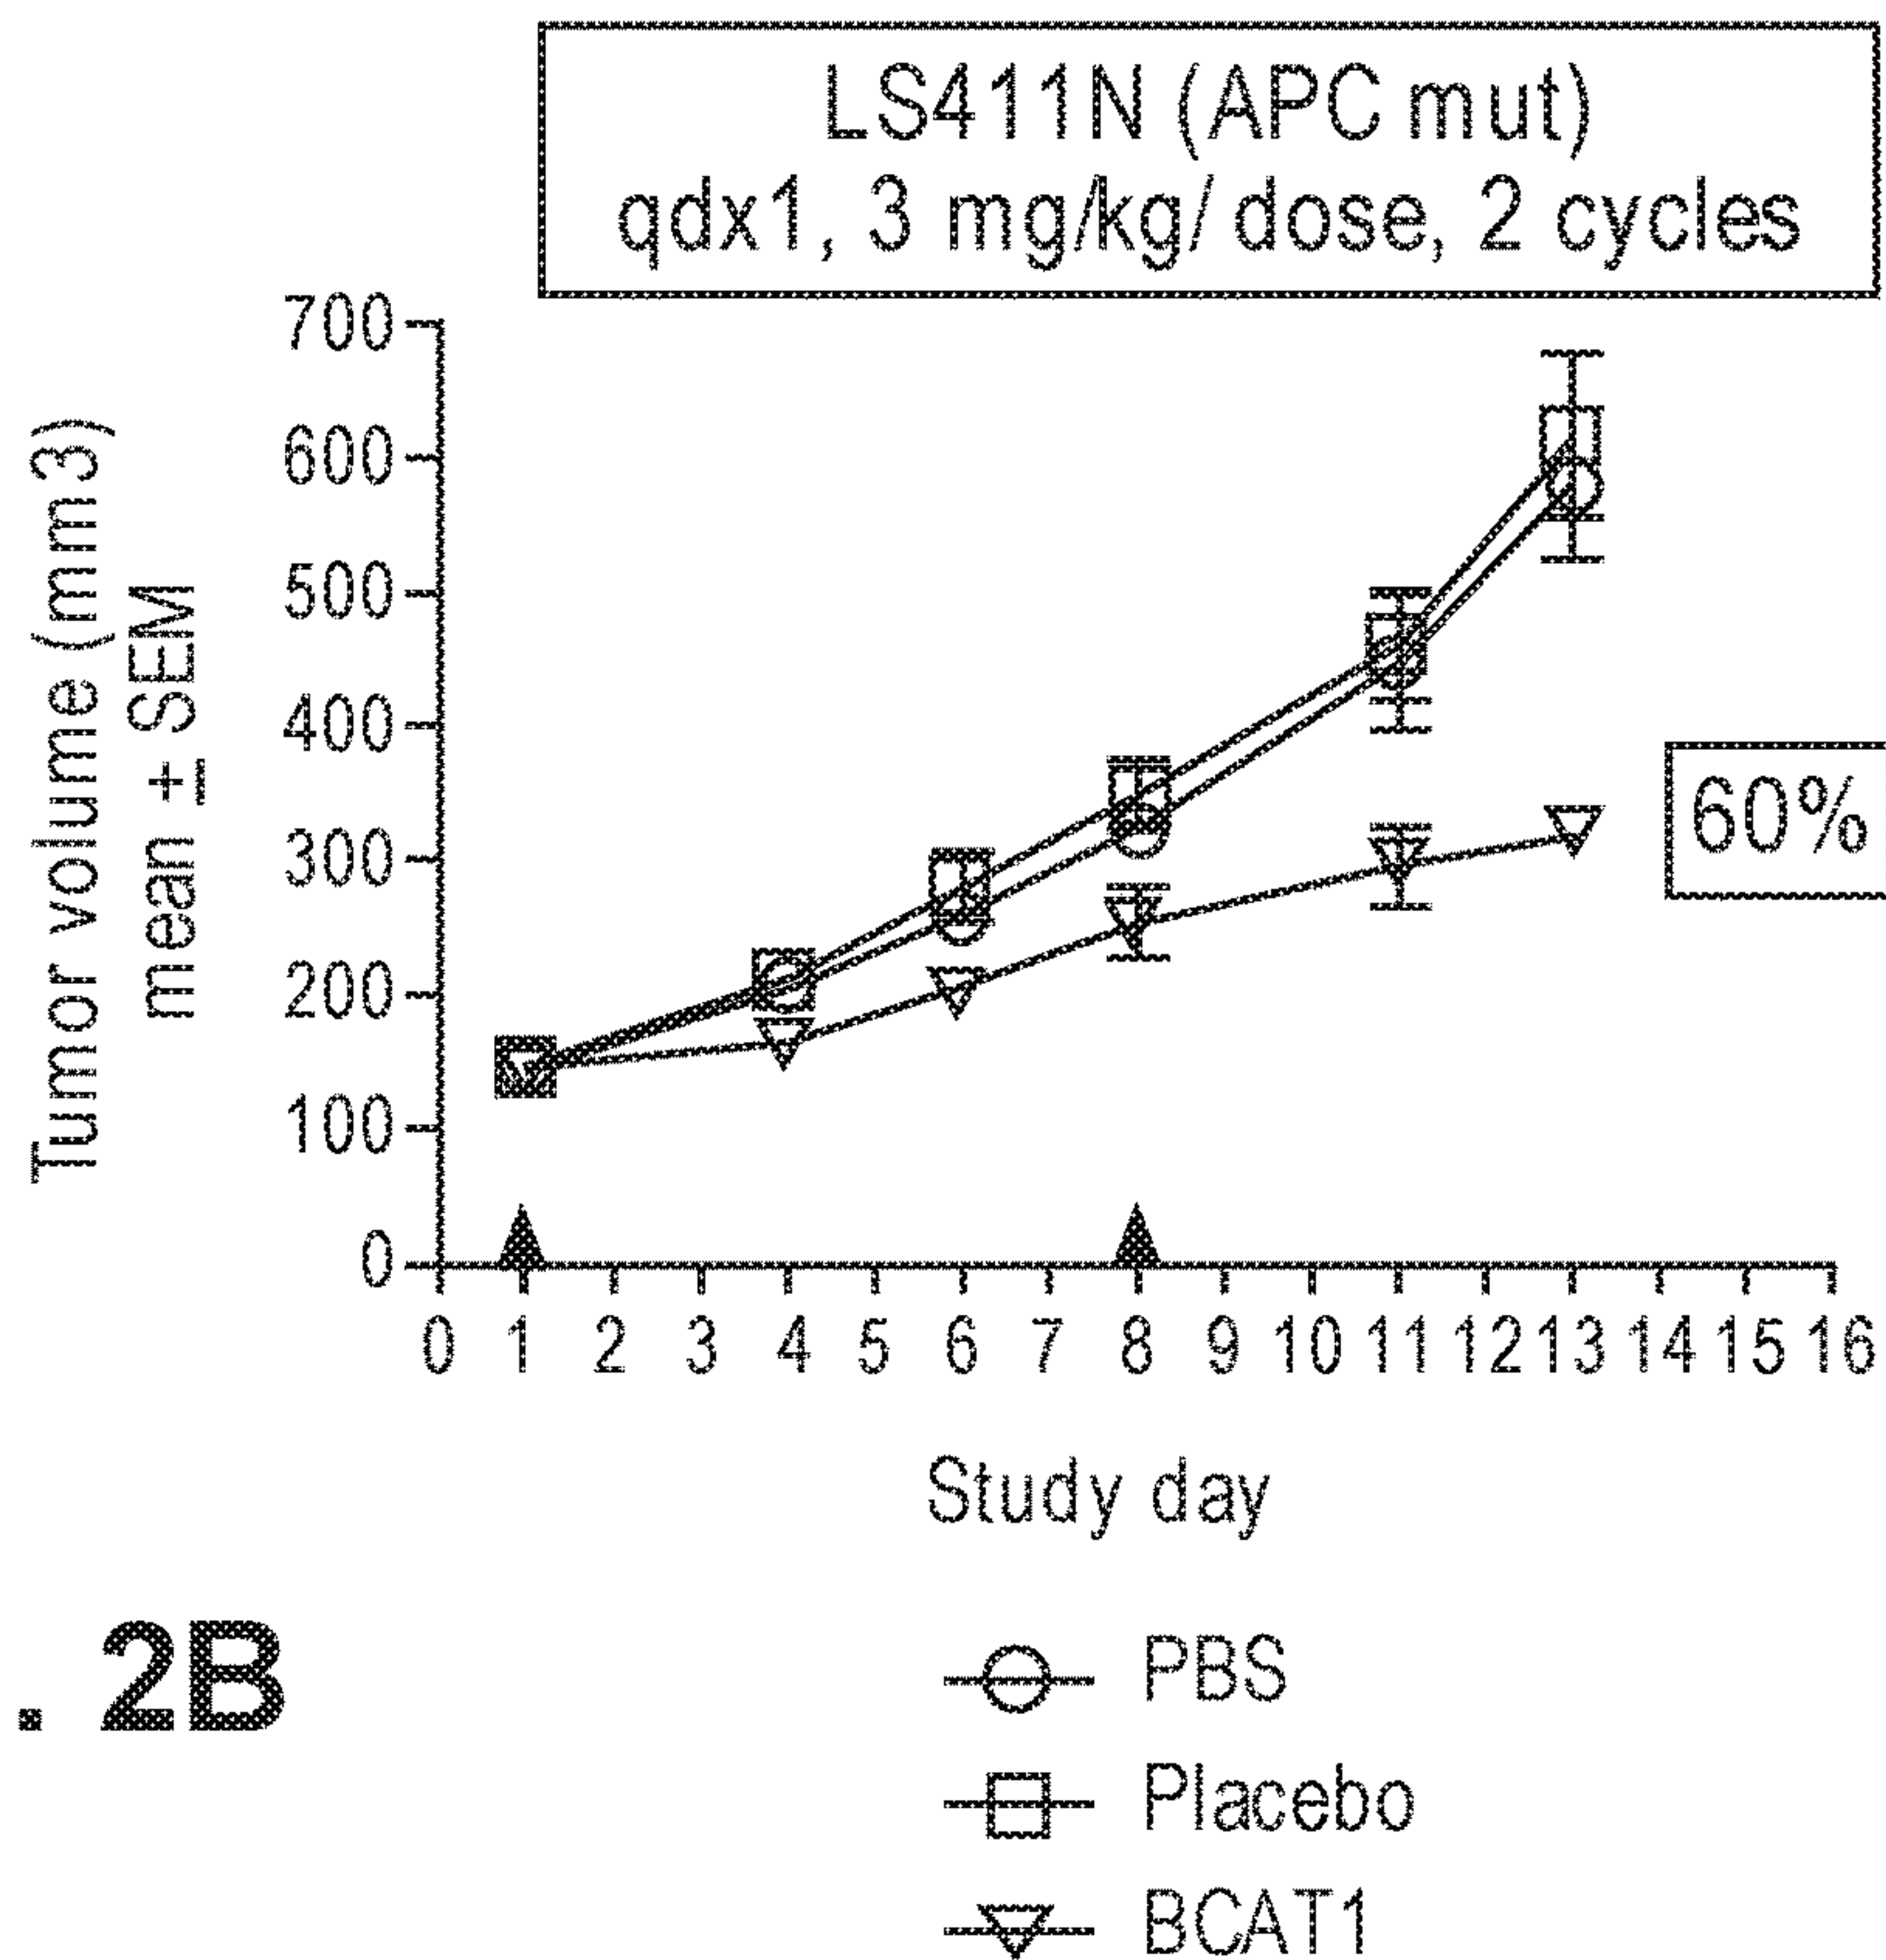 LS411N (APC mut)
qdx1, 3 mg/kg/ dose, 2 cycles
Tumor volume (mm3)
mean ± SEM
700
600
500
400
300
200
100
0
60%
0 1 2 3 4 5 6 7 8 9 10 11 12 13 14 15 16
Study day
. 2B
PBS
Placebo
BCAT1